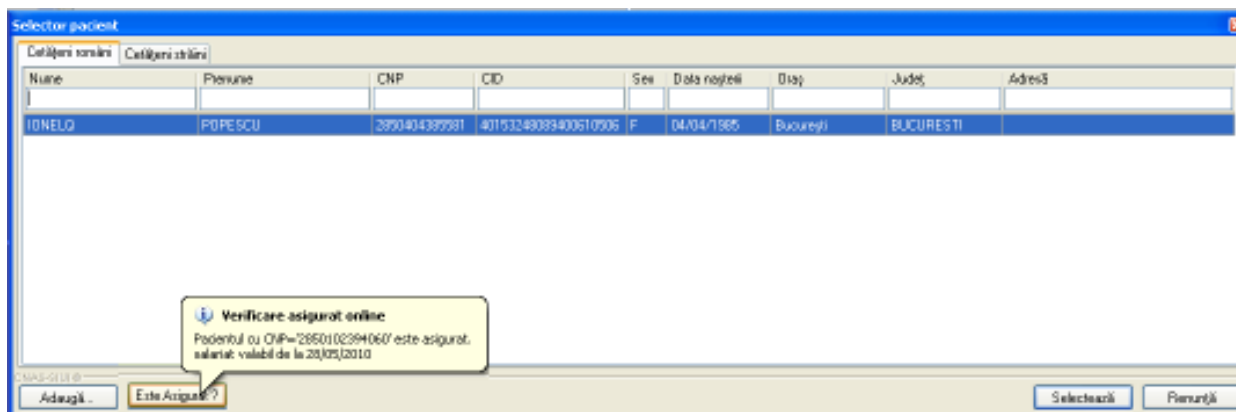 Selector pacient
Cetăţeni români Cetăţeni străini
Nume Prenume CNP CID Sex Data naşterii Oraş Judeţ Adresă
IONELQ POPESCU 2850404385581 40153248089400610506 F 04/04/1985 Bucureşti BUCURESTI
Verificare asigurat online
Pacientul cu CNP='2850102394060' este asigurat,
salariat valabil de la 28/05/2010
CNAS-SIUI ©
Adaugă... Este Asigurat ? Selectează Renunţă